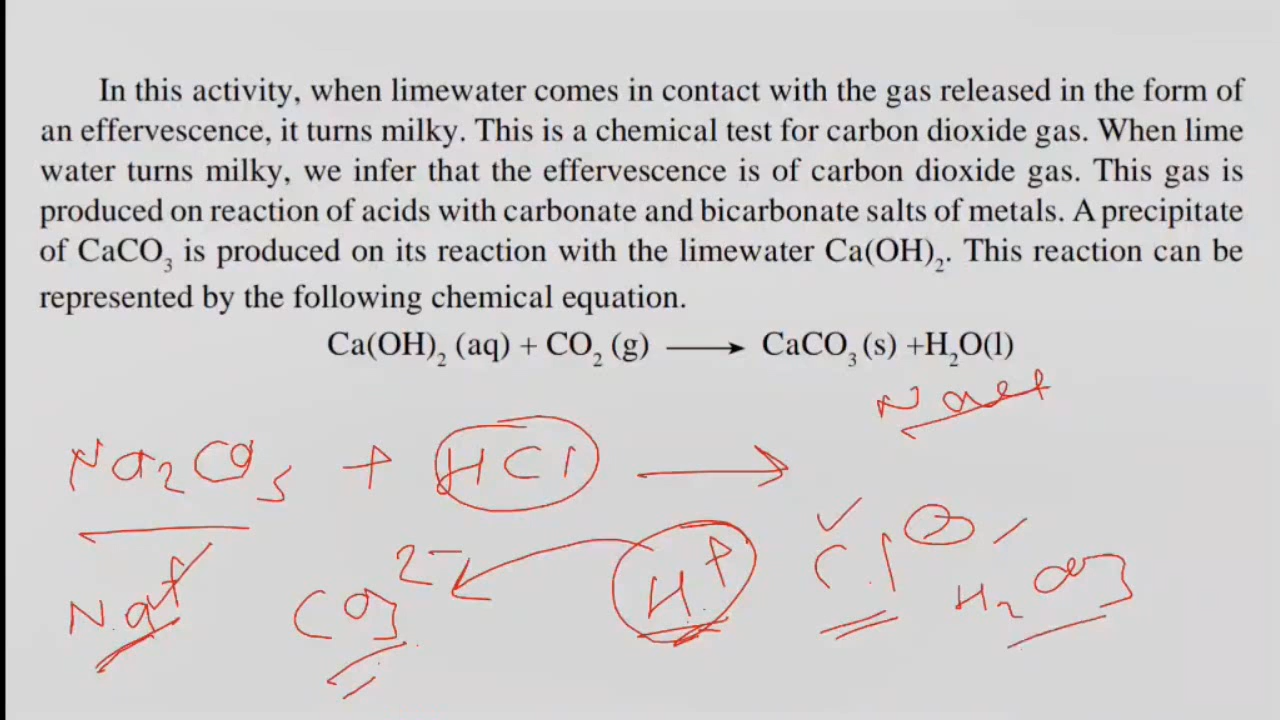 In this activity, when limewater comes in contact with the gas released in the form of
an effervescence, it turns milky. This is a chemical test for carbon dioxide gas. When lime
water turns milky, we infer that the effervescence is of carbon dioxide gas. This gas is
produced on reaction of acids with carbonate and bicarbonate salts of metals. A precipitate
of CaCO₃ is produced on its reaction with the limewater Ca(OH)₂. This reaction can be
represented by the following chemical equation.
Ca(OH)₂ (aq) + CO₂ (g) ⟶ CaCO₃ (s) +H₂O(l)
Na₂CO₃ + HCl ⟶
Na⁺ CO₃²⁻ H⁺ Cl⊖